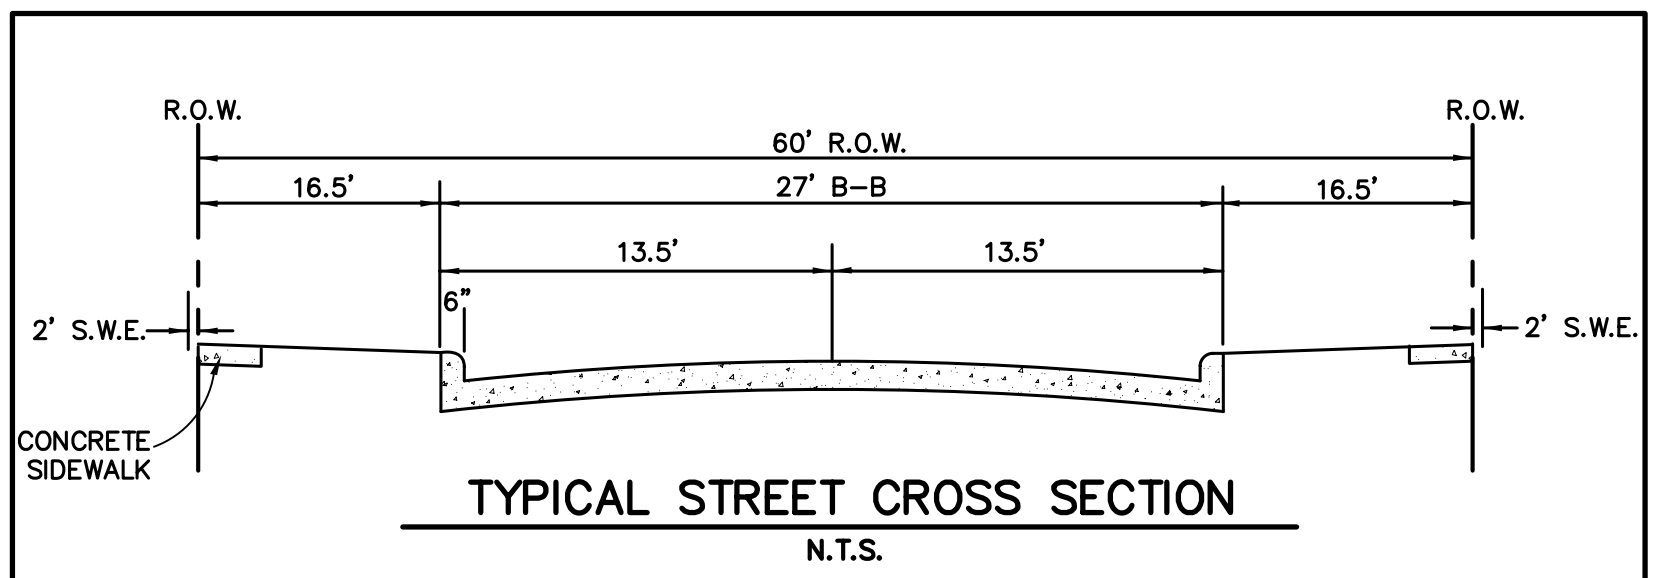 R.O.W.
R.O.W.
60' R.O.W.
16.5'
27' B-B
16.5'
13.5'
13.5'
6"
2' S.W.E.
2' S.W.E.
CONCRETE
SIDEWALK
TYPICAL STREET CROSS SECTION
N.T.S.